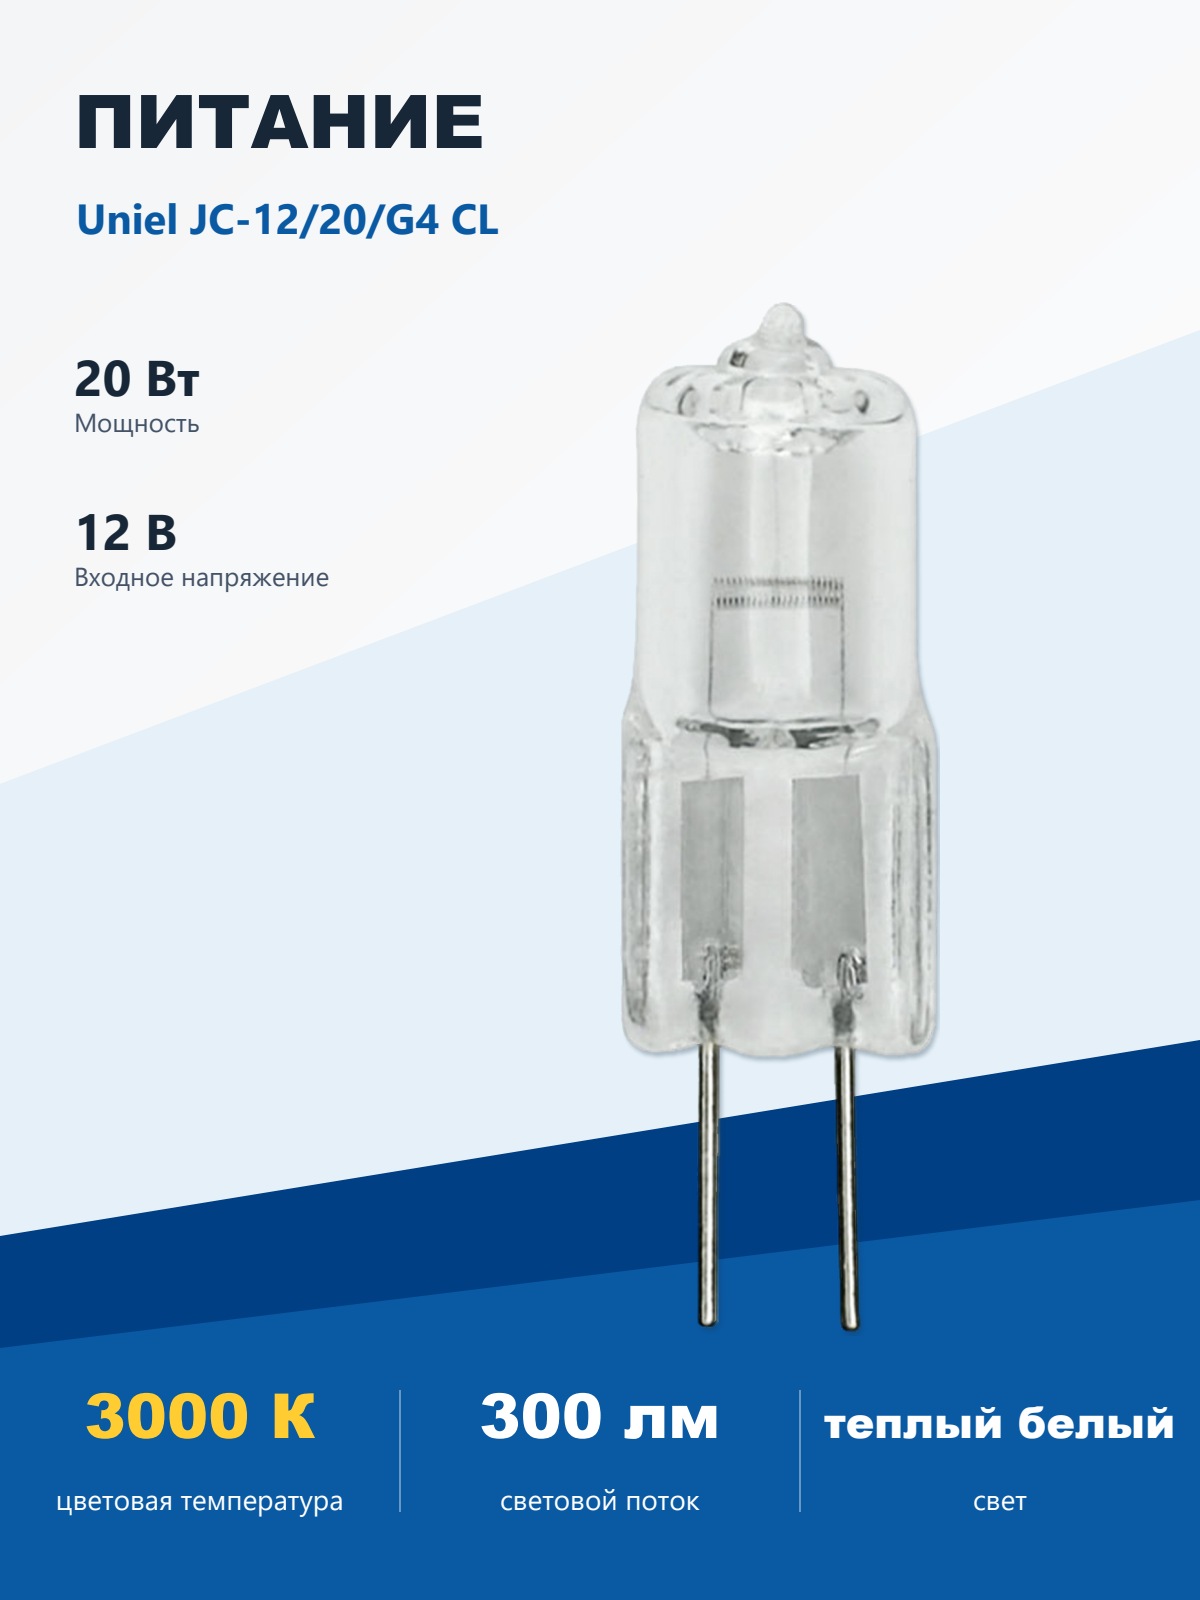 ПИТАНИЕ
Uniel JC-12/20/G4 CL
20 Вт
Мощность
12 В
Входное напряжение
3000 К
цветовая температура
300 лм
световой поток
теплый белый
свет